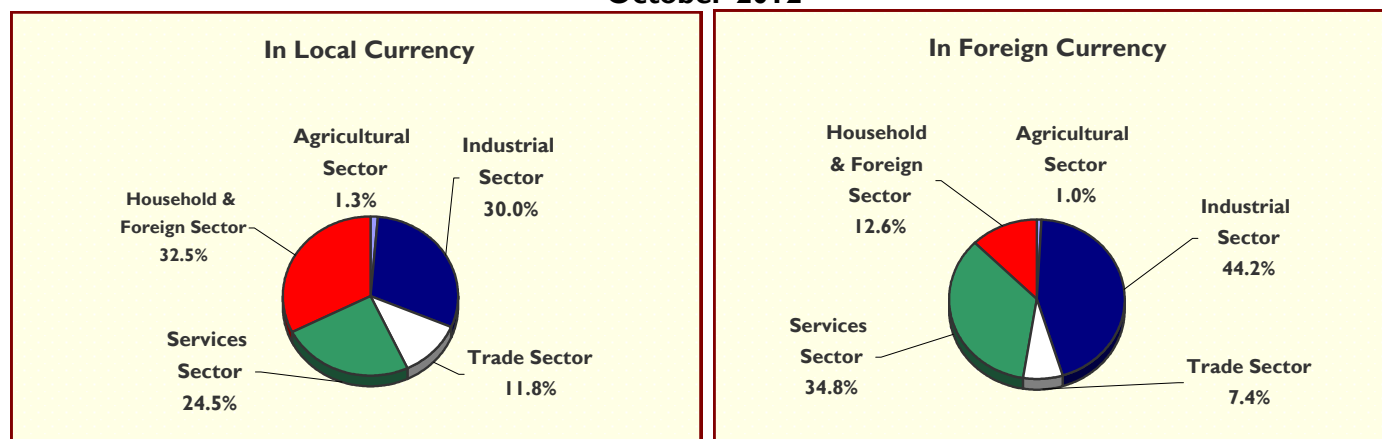 October 2012
In Local Currency
Agricultural
Sector
1.3%
Industrial
Sector
30.0%
Household &
Foreign Sector
32.5%
Services
Sector
24.5%
Trade Sector
11.8%
In Foreign Currency
Household
& Foreign
Sector
12.6%
Agricultural
Sector
1.0%
Industrial
Sector
44.2%
Services
Sector
34.8%
Trade Sector
7.4%